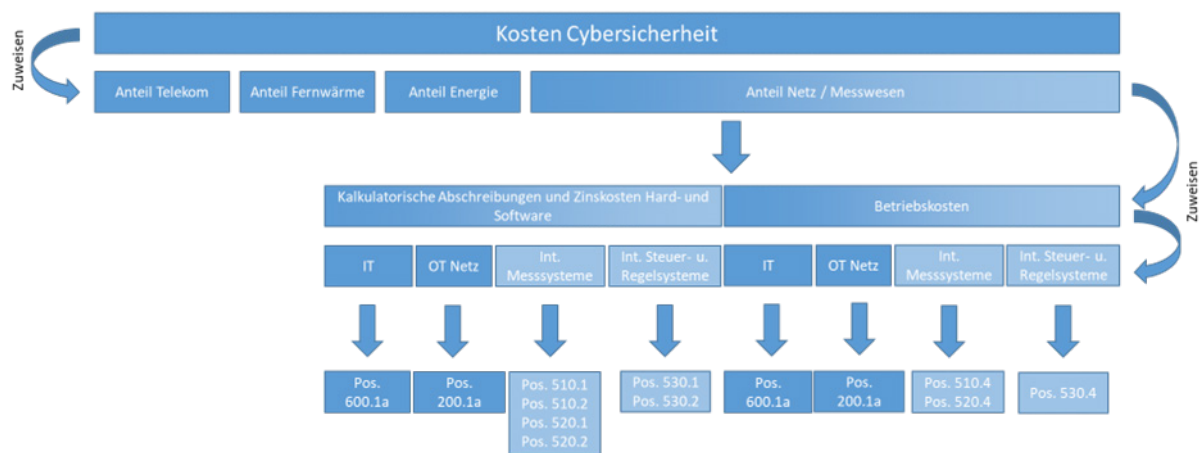 Kosten Cybersicherheit
Zuweisen
Anteil Telekom
Anteil Fernwärme
Anteil Energie
Anteil Netz / Messwesen
Zuweisen
Kalkulatorische Abschreibungen und Zinskosten Hard- und
Software
Betriebskosten
IT
OT Netz
Int.
Messsysteme
Int. Steuer- u.
Regelsysteme
IT
OT Netz
Int.
Messsysteme
Int. Steuer- u.
Regelsysteme
Pos.
600.1a
Pos.
200.1a
Pos. 510.1
Pos. 510.2
Pos. 520.1
Pos. 520.2
Pos. 530.1
Pos. 530.2
Pos.
600.1a
Pos.
200.1a
Pos. 510.4
Pos. 520.4
Pos. 530.4